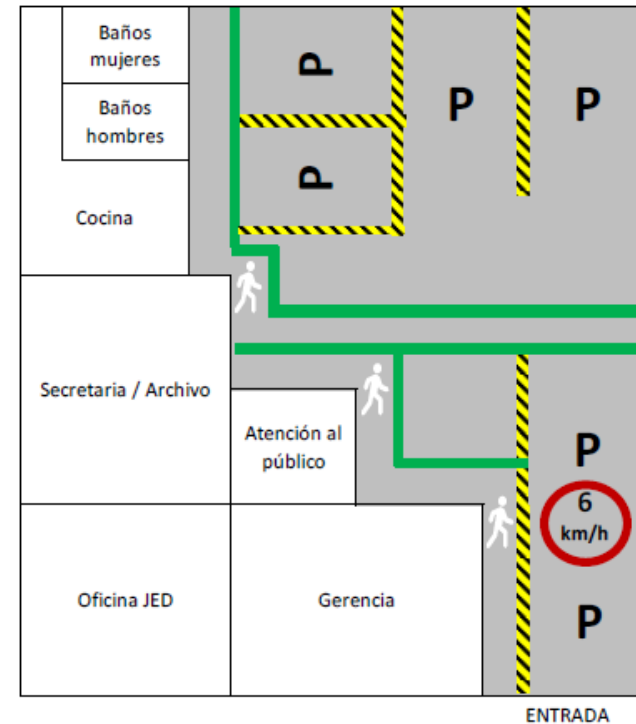 Baños
mujeres
P
P
P
Baños
hombres
P
Cocina
Secretaria / Archivo
Atención al
público
P
6
km/h
Oficina JED
Gerencia
P
ENTRADA